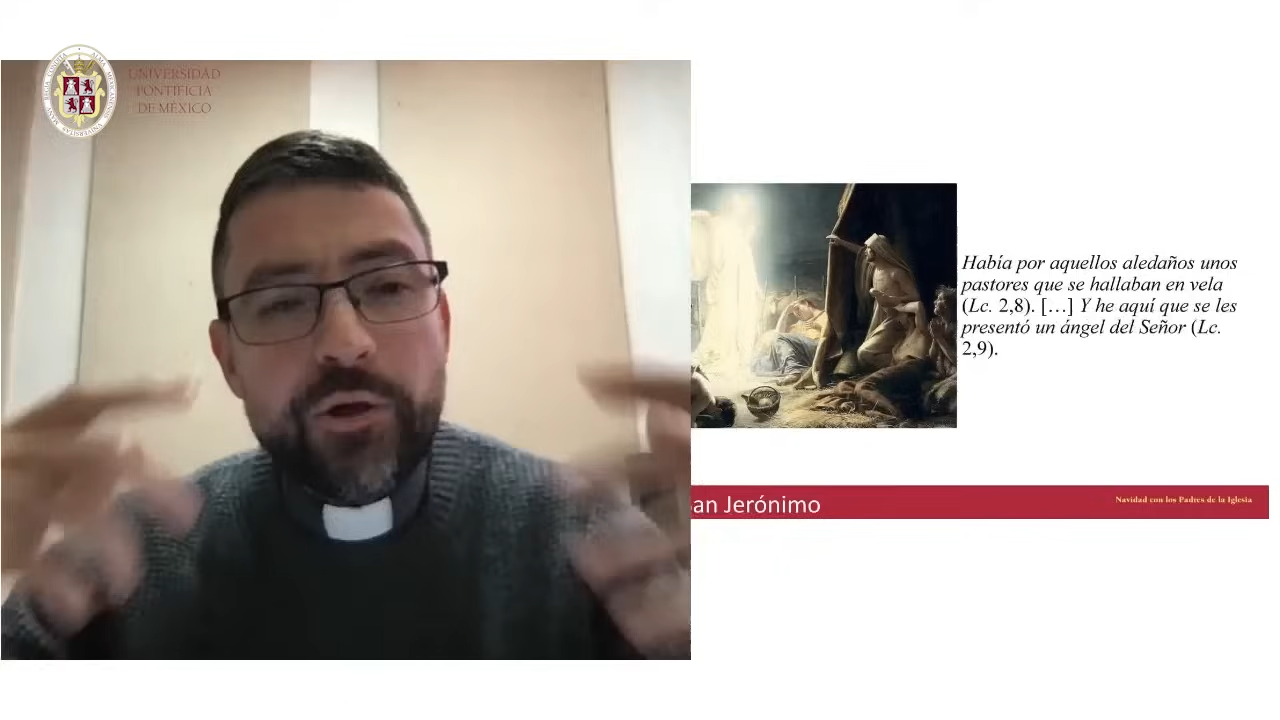 UNIVERSIDAD
PONTIFICIA
DE MÉXICO
Había por aquellos aledaños unos
pastores que se hallaban en vela
(Lc. 2,8). […] Y he aquí que se les
presentó un ángel del Señor (Lc.
2,9).
an Jerónimo
Navidad con los Padres de la Iglesia